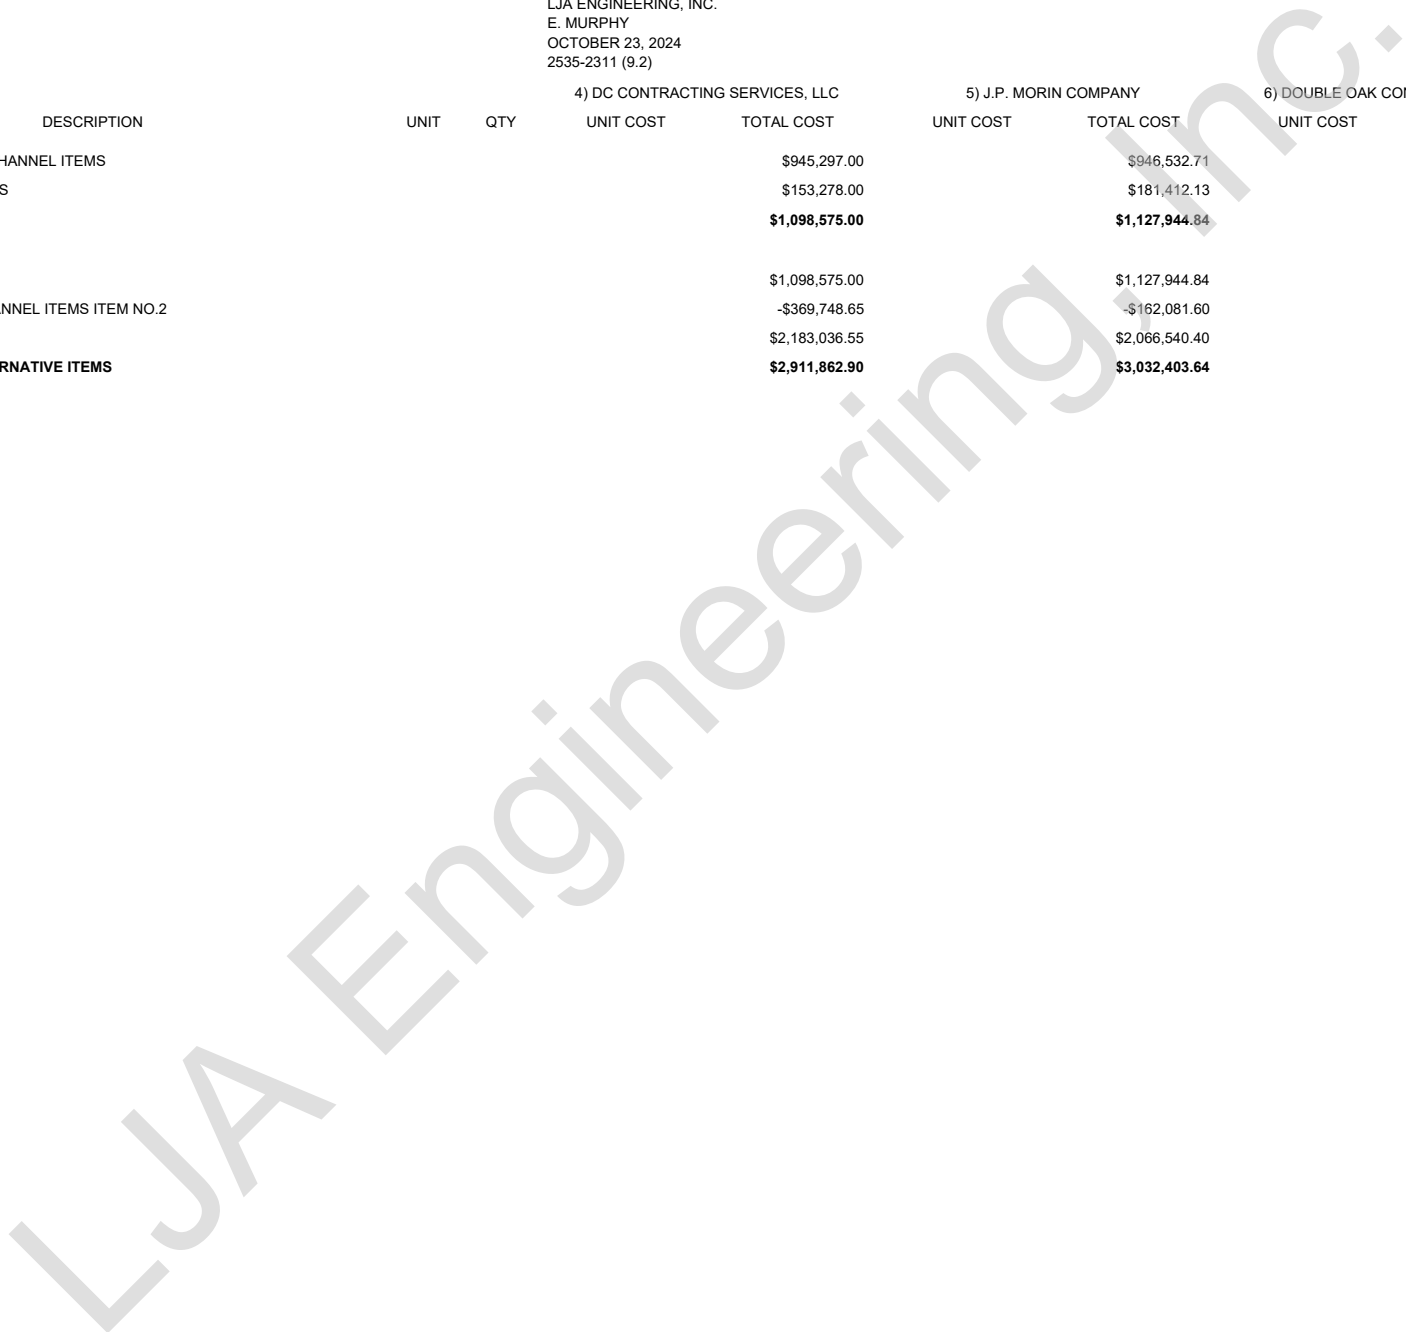 LJA ENGINEERING, INC.
E. MURPHY
OCTOBER 23, 2024
2535-2311 (9.2)
4) DC CONTRACTING SERVICES, LLC 5) J.P. MORIN COMPANY 6) DOUBLE OAK
DESCRIPTION UNIT QTY UNIT COST TOTAL COST UNIT COST TOTAL COST UNIT COST
HANNEL ITEMS $945,297.00 $946,532.71
S $153,278.00 $181,412.13
$1,098,575.00 $1,127,944.84
$1,098,575.00 $1,127,944.84
NNEL ITEMS ITEM NO.2 -$369,748.65 -$162,081.60
$2,183,036.55 $2,066,540.40
RNATIVE ITEMS $2,911,862.90 $3,032,403.64
LJA Engineering, Inc.